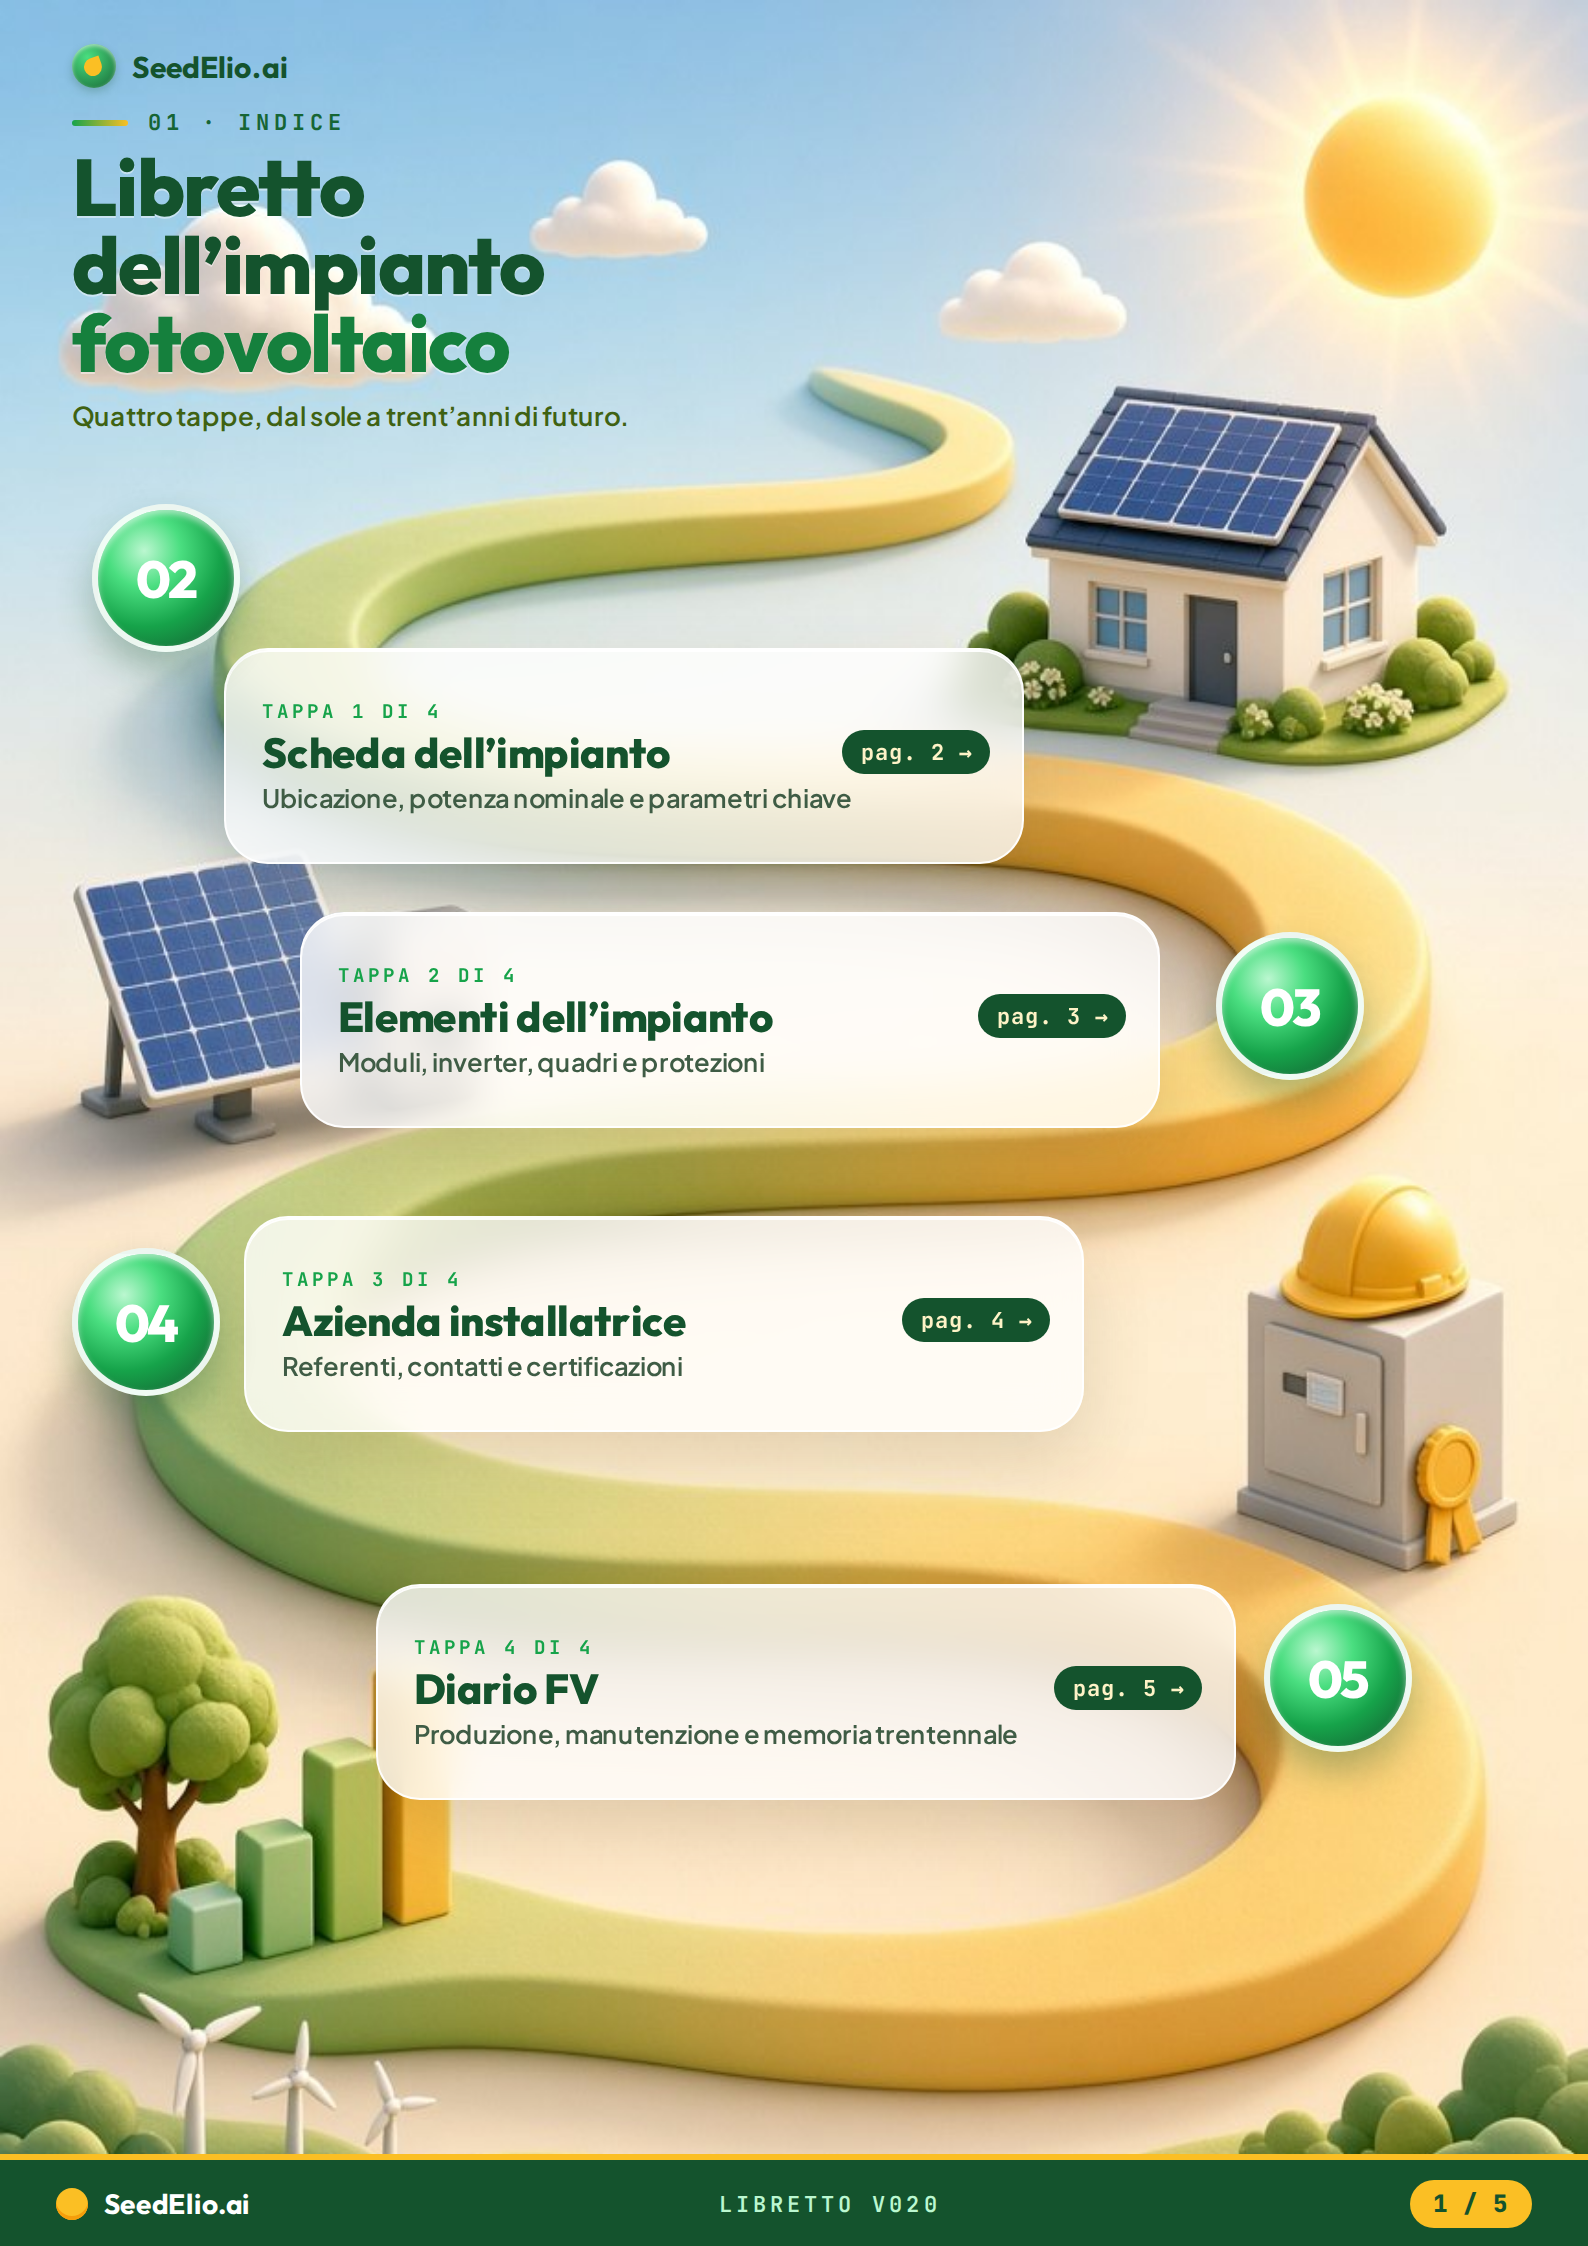 SeedElio.ai
01 · INDICE
Libretto
dell’impianto
fotovoltaico
Quattro tappe, dal sole a trent’anni di futuro.
02
TAPPA 1 DI 4
Scheda dell’impianto
pag. 2 →
Ubicazione, potenza nominale e parametri chiave
TAPPA 2 DI 4
Elementi dell’impianto
pag. 3 →
Moduli, inverter, quadri e protezioni
03
04
TAPPA 3 DI 4
Azienda installatrice
pag. 4 →
Referenti, contatti e certificazioni
TAPPA 4 DI 4
Diario FV
pag. 5 →
Produzione, manutenzione e memoria trentennale
05
SeedElio.ai
LIBRETTO V020
1 / 5